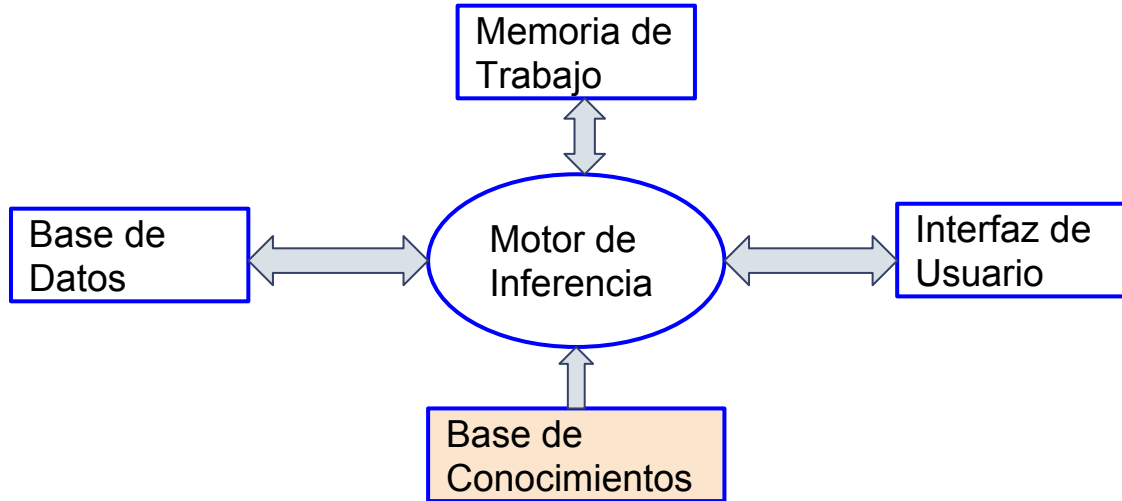 Memoria de
Trabajo
Base de
Datos
Motor de
Inferencia
Interfaz de
Usuario
Base de
Conocimientos